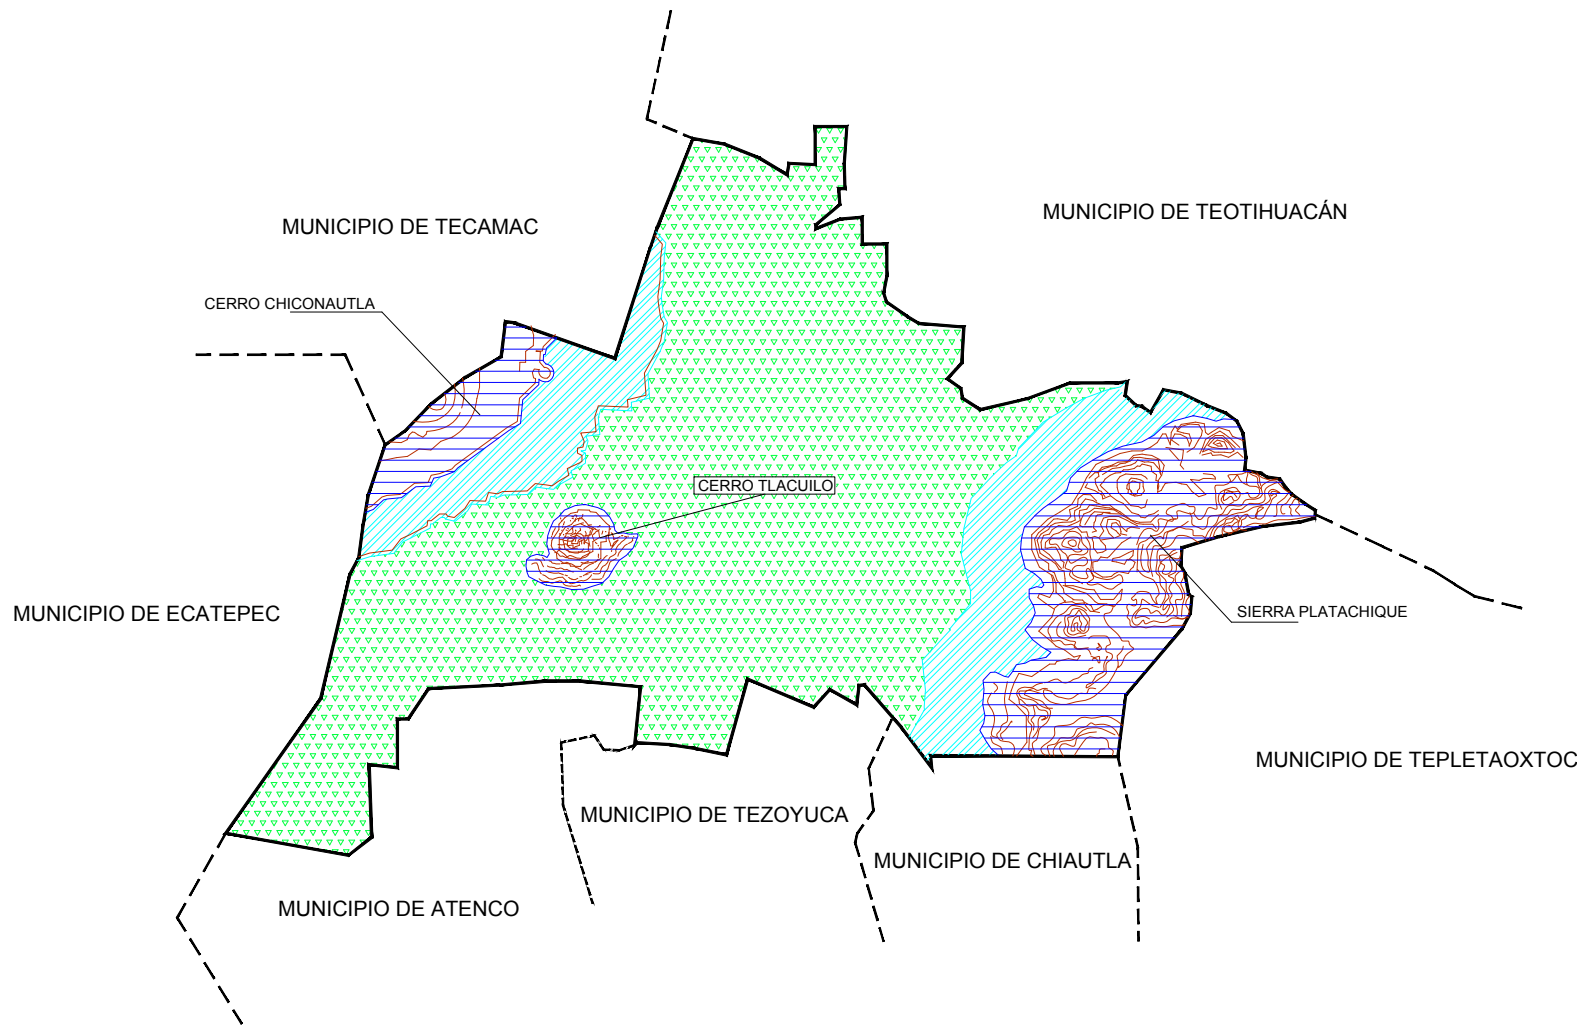 MUNICIPIO DE TEOTIHUACÁN
MUNICIPIO DE TECAMAC
CERRO CHICONAUTLA
CERRO TLACUILO
MUNICIPIO DE ECATEPEC
SIERRA PLATACHIQUE
MUNICIPIO DE TEPLETAOXTOC
MUNICIPIO DE TEZOYUCA
MUNICIPIO DE CHIAUTLA
MUNICIPIO DE ATENCO